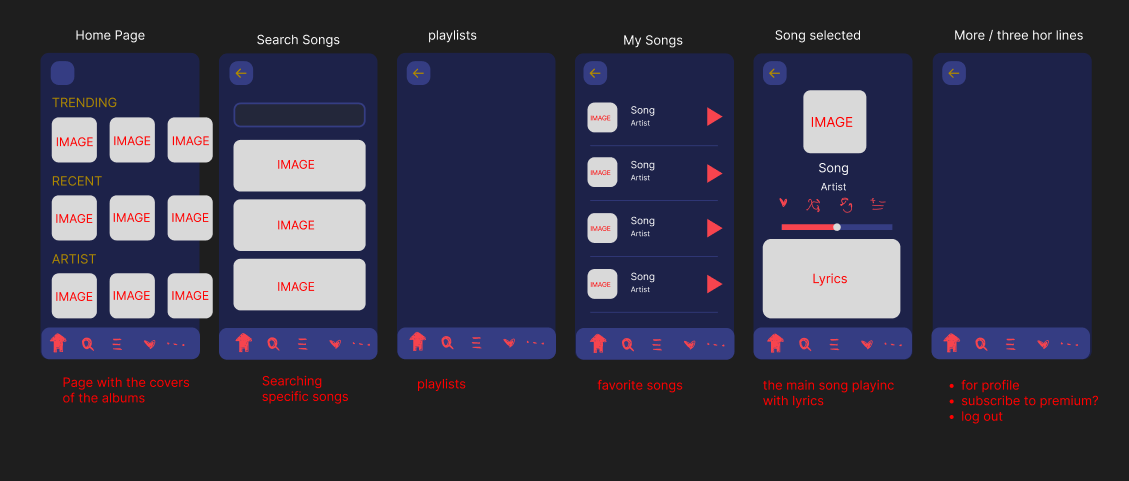 Home Page
TRENDING
IMAGE
IMAGE
IMAGE
RECENT
IMAGE
IMAGE
IMAGE
ARTIST
IMAGE
IMAGE
IMAGE
Page with the covers
of the albums
Search Songs
IMAGE
IMAGE
IMAGE
Searching
specific songs
playlists
playlists
My Songs
IMAGE
Song
Artist
IMAGE
Song
Artist
IMAGE
Song
Artist
IMAGE
Song
Artist
favorite songs
Song selected
IMAGE
Song
Artist
Lyrics
the main song playinc
with lyrics
More / three hor lines
• for profile
• subscribe to premium?
• log out